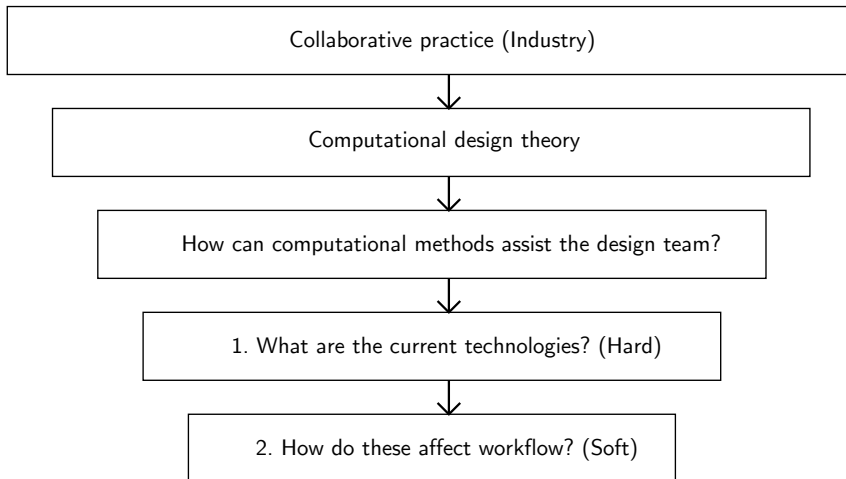 Collaborative practice (Industry)
Computational design theory
How can computational methods assist the design team?
1. What are the current technologies? (Hard)
2. How do these affect workflow? (Soft)